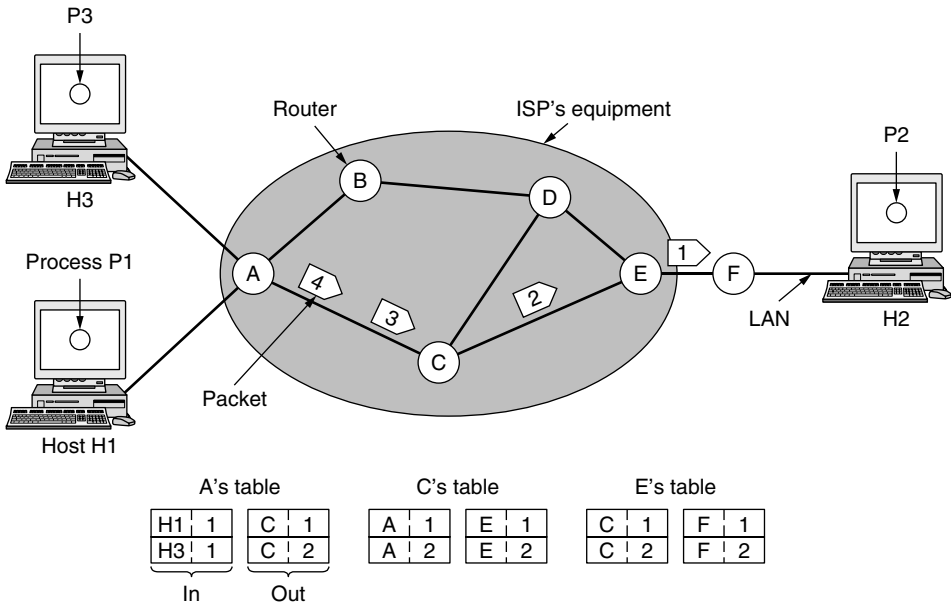 P3
H3
Router
ISP's equipment
P2
B
D
Process P1
A
4
3
2
E
1
F
LAN
H2
C
Packet
Host H1
A's table
C's table
E's table
H1 1 C 1 A 1 E 1 C 1 F 1
H3 1 C 2 A 2 E 2 C 2 F 2
In Out